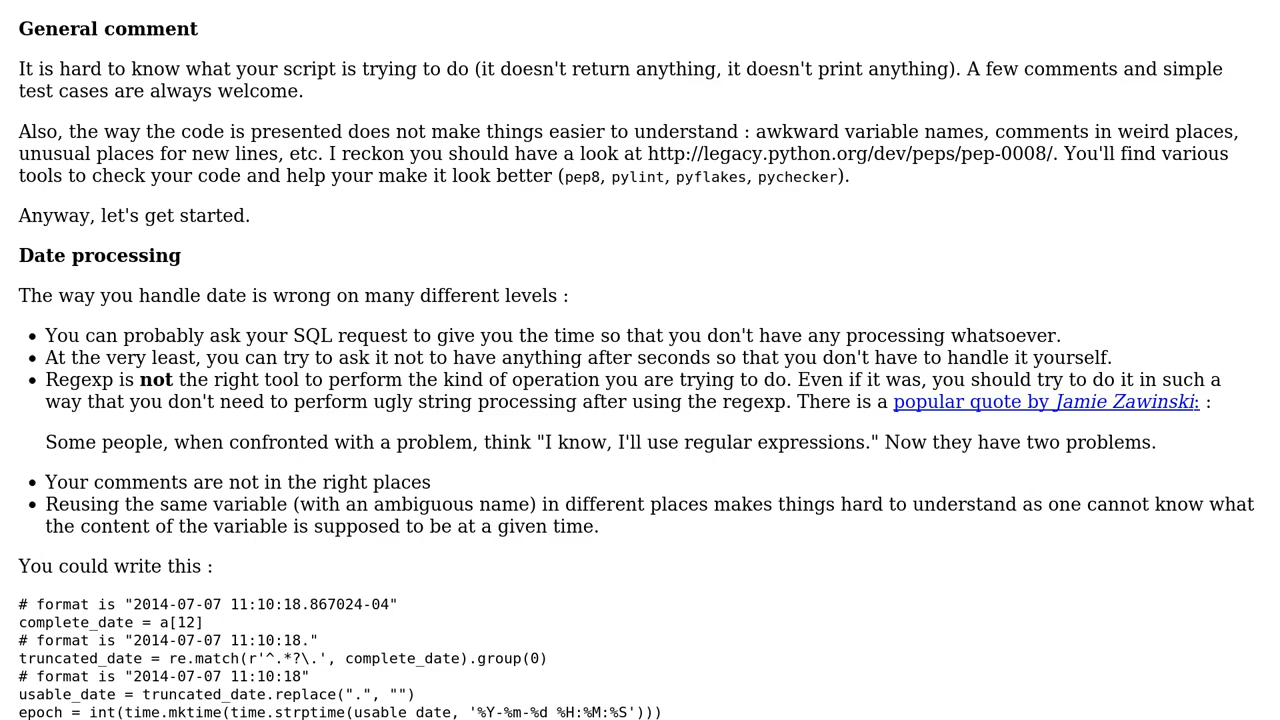 General comment
It is hard to know what your script is trying to do (it doesn't return anything, it doesn't print anything). A few comments and simple
test cases are always welcome.
Also, the way the code is presented does not make things easier to understand : awkward variable names, comments in weird places,
unusual places for new lines, etc. I reckon you should have a look at http://legacy.python.org/dev/peps/pep-0008/. You'll find various
tools to check your code and help your make it look better (pep8, pylint, pyflakes, pychecker).
Anyway, let's get started.
Date processing
The way you handle date is wrong on many different levels :
• You can probably ask your SQL request to give you the time so that you don't have any processing whatsoever.
• At the very least, you can try to ask it not to have anything after seconds so that you don't have to handle it yourself.
• Regexp is not the right tool to perform the kind of operation you are trying to do. Even if it was, you should try to do it in such a
way that you don't need to perform ugly string processing after using the regexp. There is a popular quote by Jamie Zawinski: :
Some people, when confronted with a problem, think "I know, I'll use regular expressions." Now they have two problems.
• Your comments are not in the right places
• Reusing the same variable (with an ambiguous name) in different places makes things hard to understand as one cannot know what
the content of the variable is supposed to be at a given time.
You could write this :
# format is "2014-07-07 11:10:18.867024-04"
complete_date = a[12]
# format is "2014-07-07 11:10:18."
truncated_date = re.match(r'^.*?\.', complete_date).group(0)
# format is "2014-07-07 11:10:18"
usable_date = truncated_date.replace(".", "")
epoch = int(time.mktime(time.strptime(usable_date, '%Y-%m-%d %H:%M:%S')))